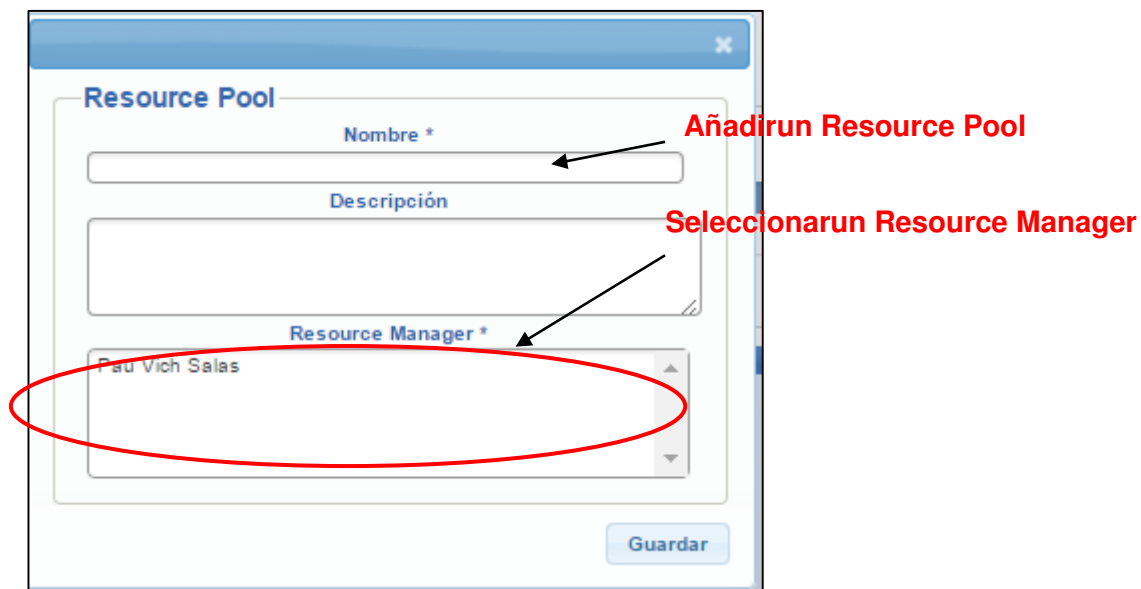 Resource Pool
Nombre *
Añadirun Resource Pool
Descripción
Seleccionarun Resource Manager
Resource Manager *
Pau Vich Salas
Guardar